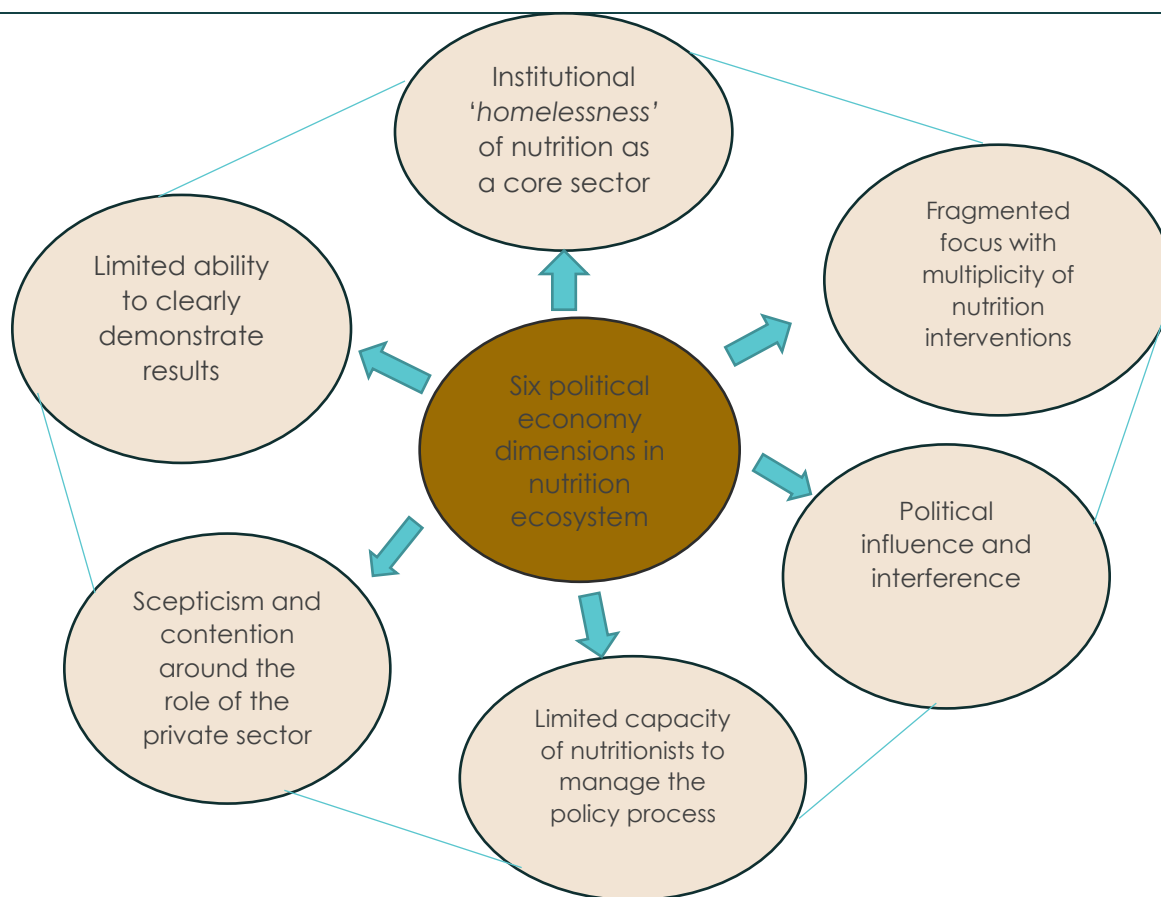 Institutional
‘homelessness’
of nutrition as
a core sector
Fragmented
focus with
multiplicity of
nutrition
interventions
Limited ability
to clearly
demonstrate
results
Six political
economy
dimensions in
nutrition
ecosystem
Political
influence and
interference
Scepticism and
contention
around the
role of the
private sector
Limited capacity
of nutritionists to
manage the
policy process